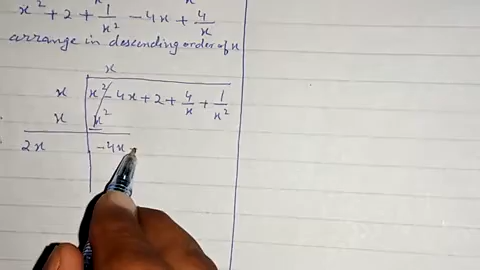 x² + 2 + 1/x² - 4x + 4/x
arrange in descending order of x
x
x x² - 4x + 2 + 4/x + 1/x²
x x²
2x -4x